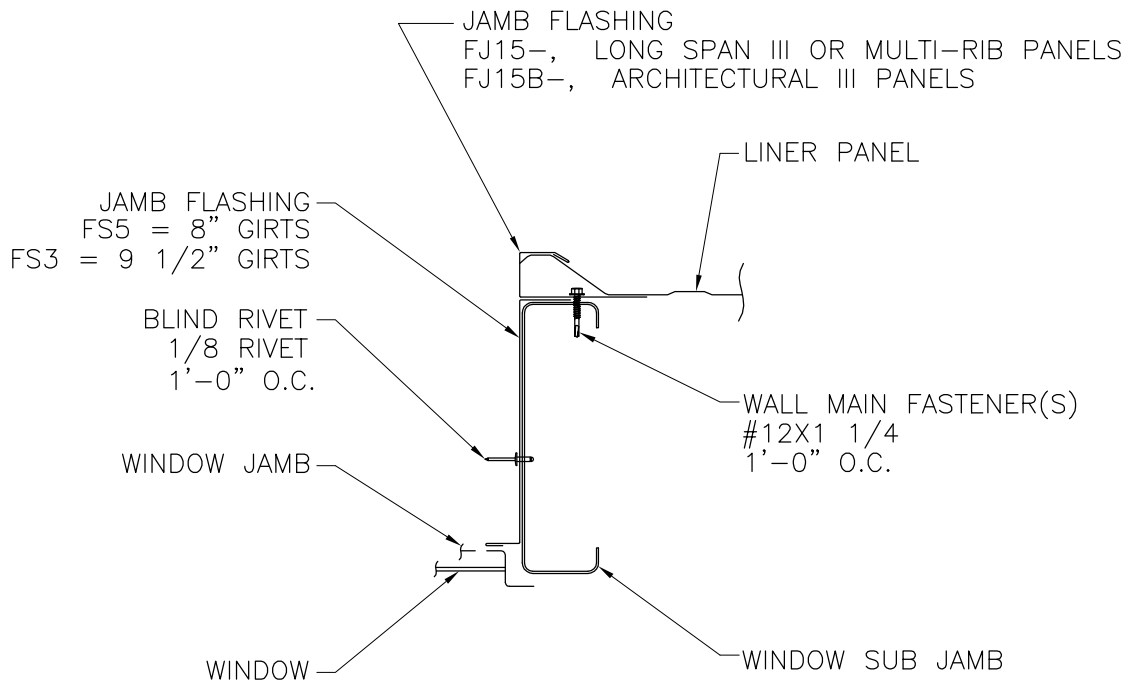 JAMB FLASHING
FJ15-, LONG SPAN III OR MULTI-RIB PANELS
FJ15B-, ARCHITECTURAL III PANELS
LINER PANEL
JAMB FLASHING
FS5 = 8" GIRTS
FS3 = 9 1/2" GIRTS
BLIND RIVET
1/8 RIVET
1'-0" O.C.
WALL MAIN FASTENER(S)
#12X1 1/4
1'-0" O.C.
WINDOW JAMB
WINDOW
WINDOW SUB JAMB